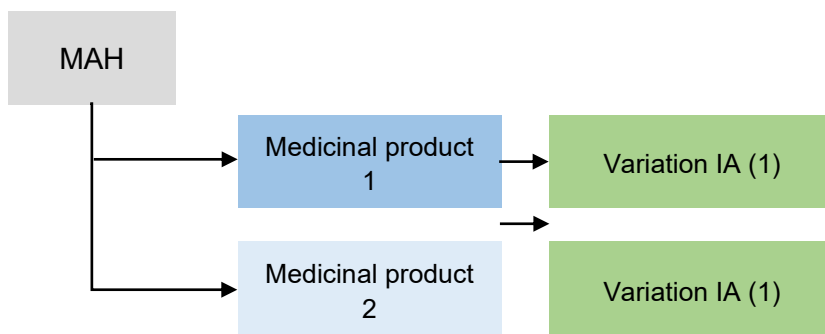 MAH
Medicinal product
1
Variation IA (1)
Medicinal product
2
Variation IA (1)